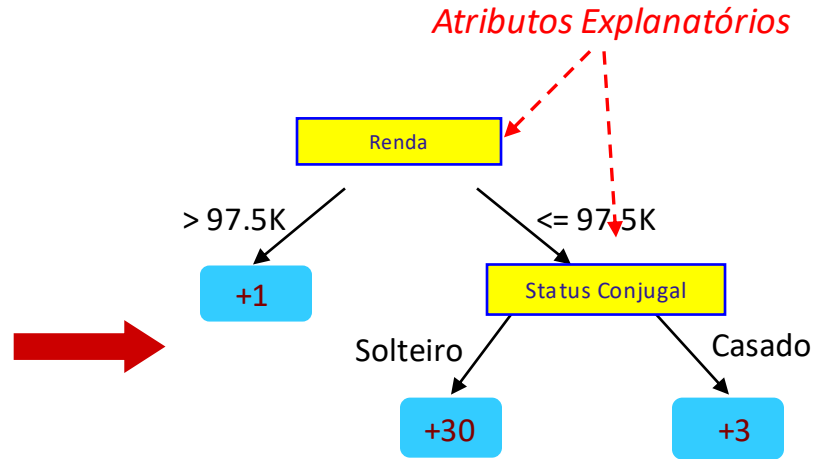 Atributos Explanatórios
Renda
> 97.5K
<= 97.5K
+1
Status Conjugal
Solteiro
Casado
+30
+3